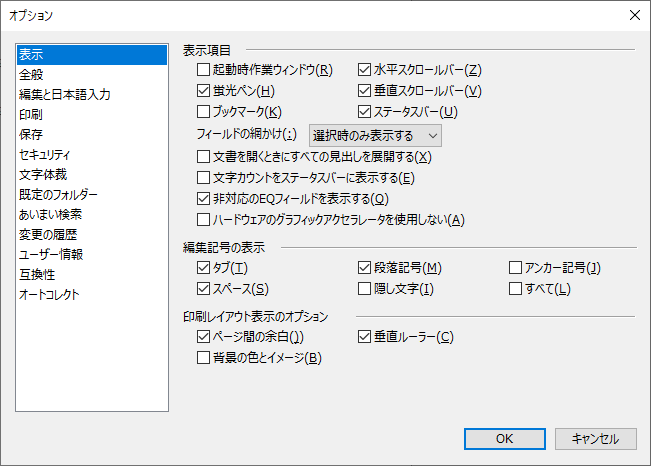 オプション
表示
全般
編集と日本語入力
印刷
保存
セキュリティ
文字体裁
既定のフォルダー
あいまい検索
変更の履歴
ユーザー情報
互換性
オートコレクト
表示項目
起動時作業ウィンドウ(R) 水平スクロールバー(Z)
蛍光ペン(H) 垂直スクロールバー(V)
ブックマーク(K) ステータスバー(U)
フィールドの網かけ(:) 選択時のみ表示する
文書を開くときにすべての見出しを展開する(X)
文字カウントをステータスバーに表示する(E)
非対応のEQフィールドを表示する(Q)
ハードウェアのグラフィックアクセラレータを使用しない(A)
編集記号の表示
タブ(T) 段落記号(M) アンカー記号(J)
スペース(S) 隠し文字(I) すべて(L)
印刷レイアウト表示のオプション
ページ間の余白()) 垂直ルーラー(C)
背景の色とイメージ(B)
OK キャンセル